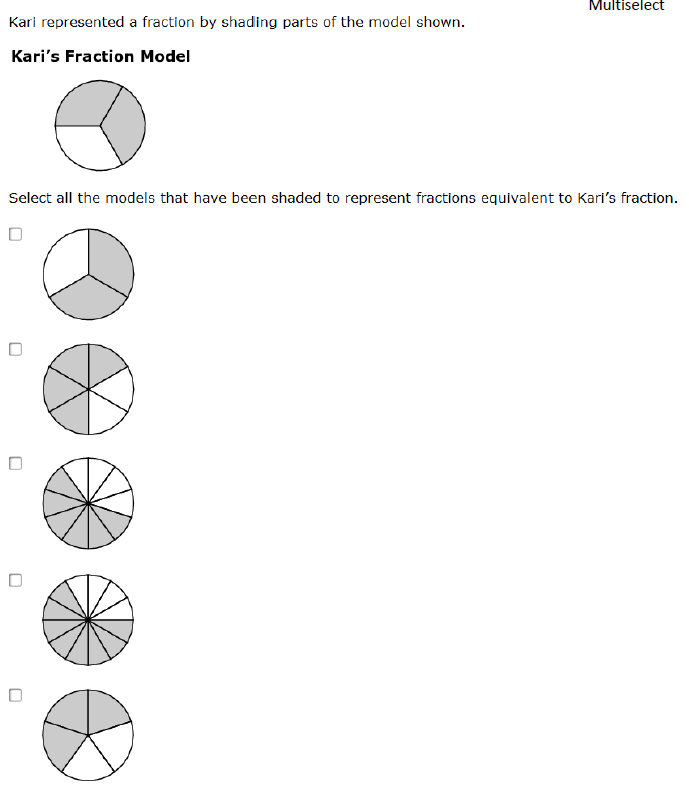 Multiselect
Kari represented a fraction by shading parts of the model shown.
Kari's Fraction Model
Select all the models that have been shaded to represent fractions equivalent to Kari's fraction.